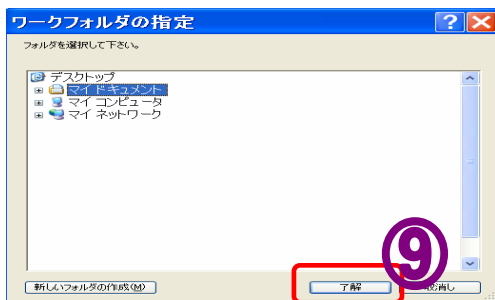 ワークフォルダの指定
フォルダを選択して下さい。
デスクトップ
マイ ドキュメント
マイ コンピュータ
マイ ネットワーク
⑨
新しいフォルダの作成(M) 了解 取消し